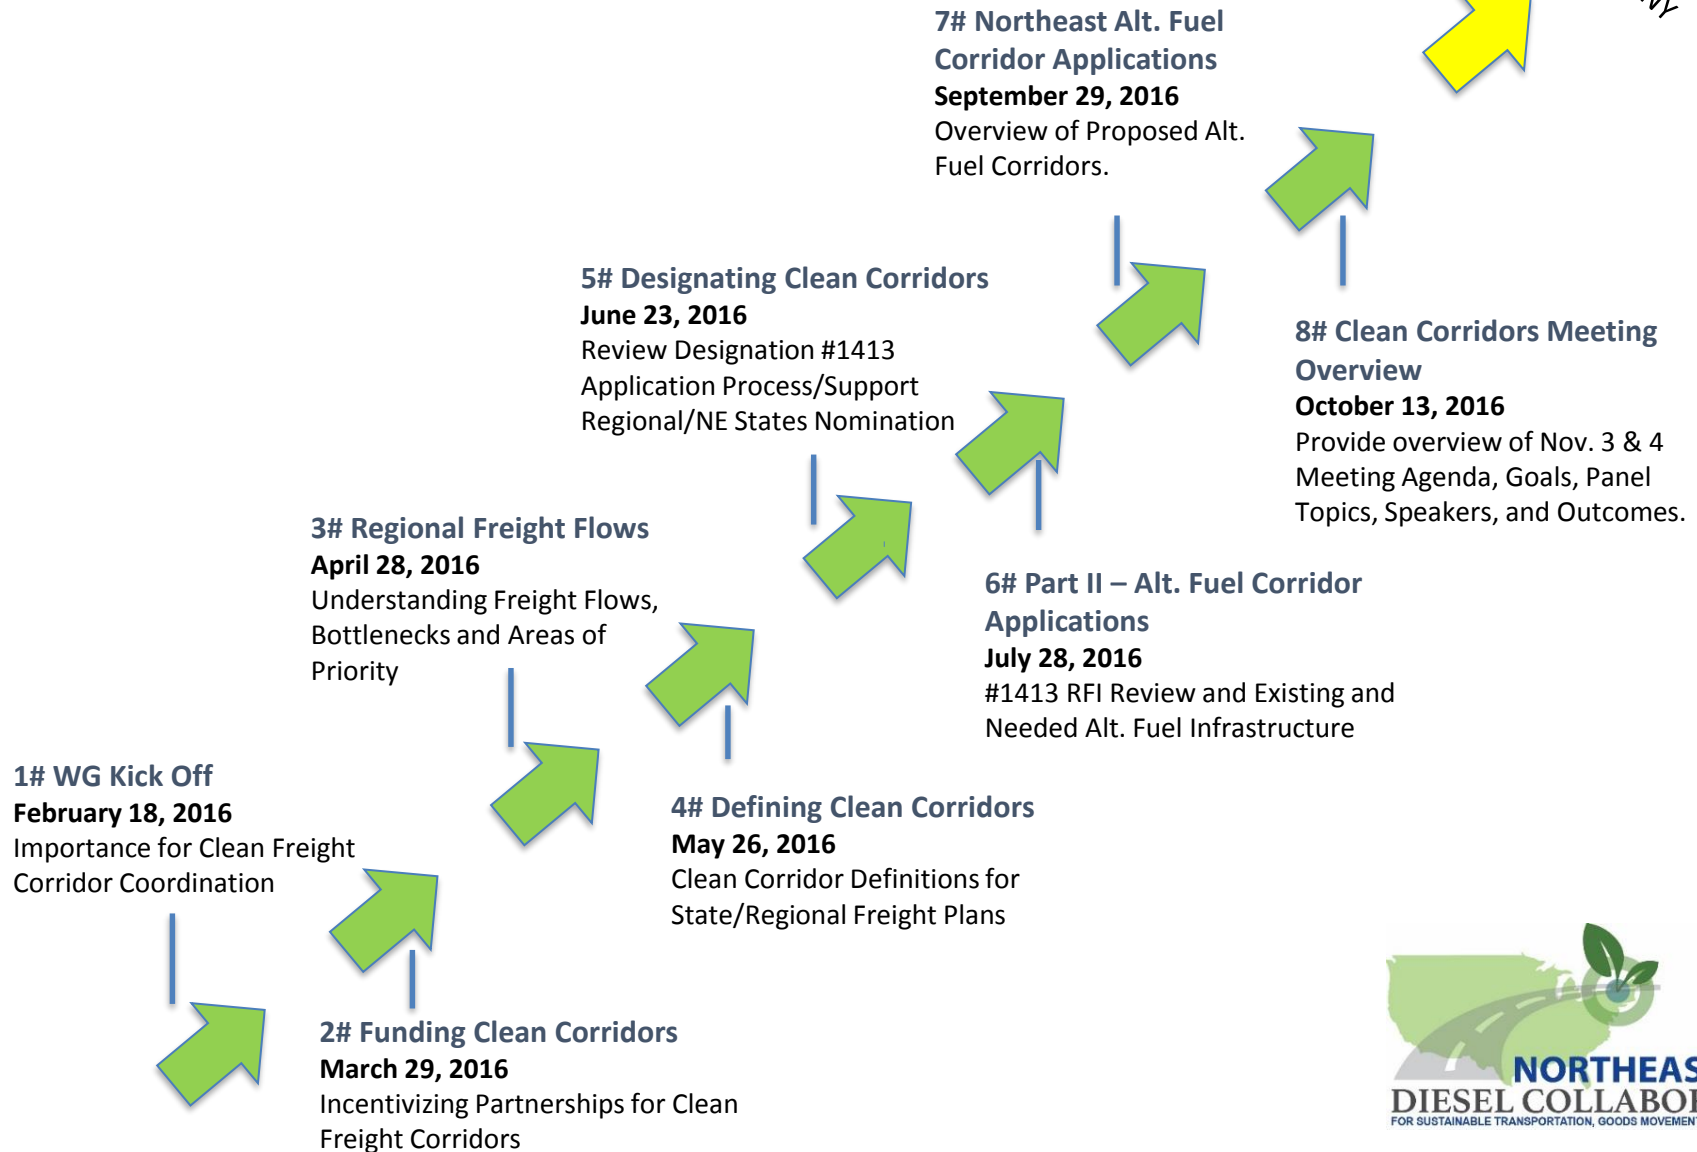 7# Northeast Alt. Fuel
Corridor Applications
September 29, 2016
Overview of Proposed Alt.
Fuel Corridors.
5# Designating Clean Corridors
June 23, 2016
Review Designation #1413
Application Process/Support
Regional/NE States Nomination
8# Clean Corridors Meeting
Overview
October 13, 2016
Provide overview of Nov. 3 & 4
Meeting Agenda, Goals, Panel
Topics, Speakers, and Outcomes.
3# Regional Freight Flows
April 28, 2016
Understanding Freight Flows,
Bottlenecks and Areas of
Priority
6# Part II – Alt. Fuel Corridor
Applications
July 28, 2016
#1413 RFI Review and Existing and
Needed Alt. Fuel Infrastructure
1# WG Kick Off
February 18, 2016
Importance for Clean Freight
Corridor Coordination
4# Defining Clean Corridors
May 26, 2016
Clean Corridor Definitions for
State/Regional Freight Plans
2# Funding Clean Corridors
March 29, 2016
Incentivizing Partnerships for Clean
Freight Corridors
NORTHEAS
DIESEL COLLABOR
FOR SUSTAINABLE TRANSPORTATION, GOODS MOVEMENT